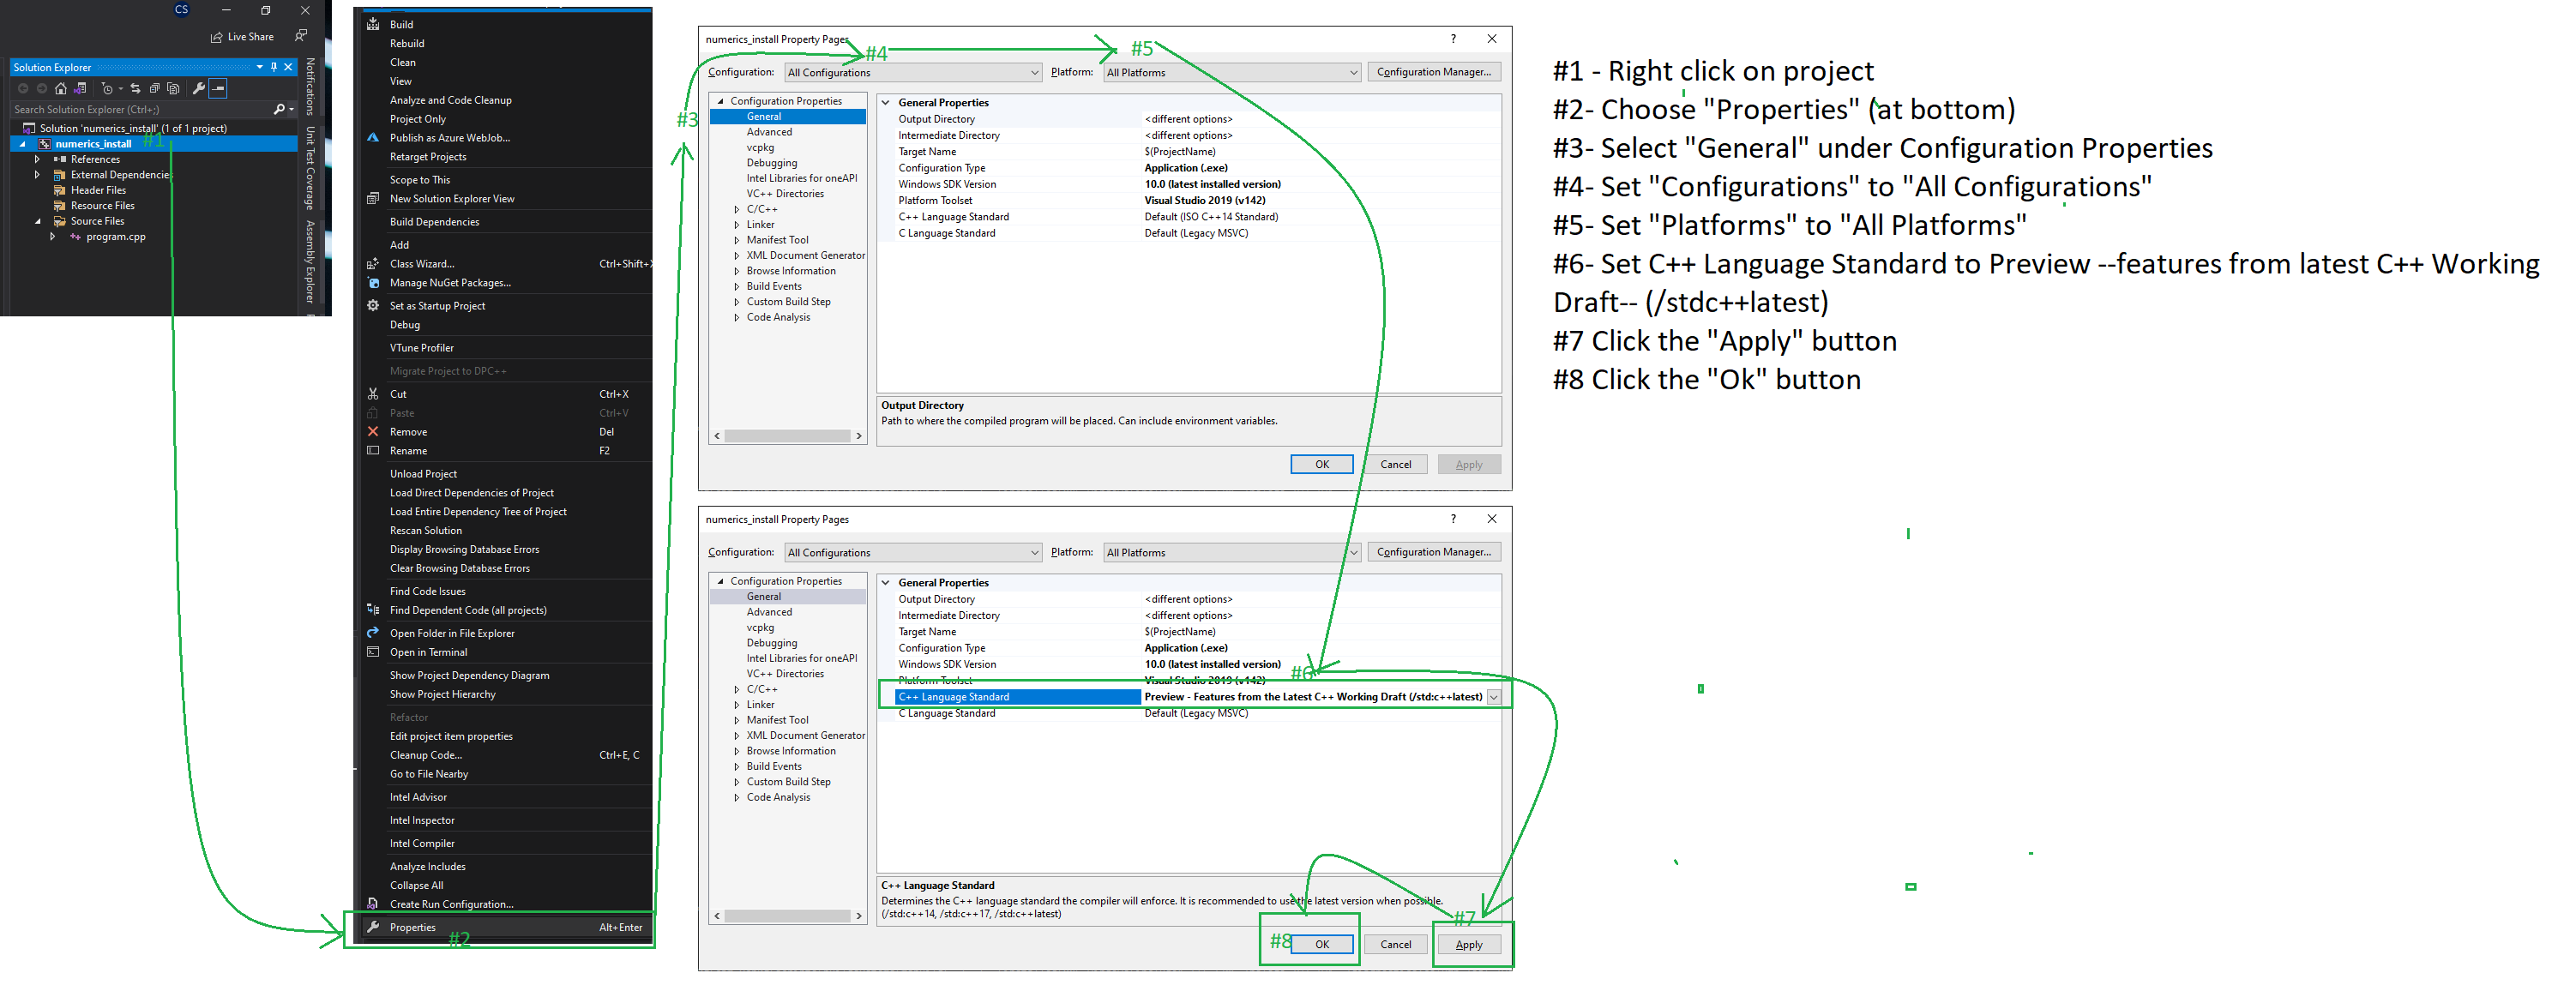 CS
Live Share
Solution Explorer
Search Solution Explorer (Ctrl+;)
Solution 'numerics_install' (1 of 1 project)
numerics_install
#1
References
External Dependencies
Header Files
Resource Files
Source Files
program.cpp
Notifications
Unit Test Coverage
Assembly Explorer
Build
Rebuild
Clean
View
Analyze and Code Cleanup
Project Only
Publish as Azure WebJob...
Retarget Projects
Scope to This
New Solution Explorer View
Build Dependencies
Add
Class Wizard... Ctrl+Shift+X
Manage NuGet Packages...
Set as Startup Project
Debug
VTune Profiler
Migrate Project to DPC++
Cut Ctrl+X
Paste Ctrl+V
Remove Del
Rename F2
Unload Project
Load Direct Dependencies of Project
Load Entire Dependency Tree of Project
Rescan Solution
Display Browsing Database Errors
Clear Browsing Database Errors
Find Code Issues
Find Dependent Code (all projects)
Open Folder in File Explorer
Open in Terminal
Show Project Dependency Diagram
Show Project Hierarchy
Refactor
Edit project item properties
Cleanup Code... Ctrl+E, C
Go to File Nearby
Intel Advisor
Intel Inspector
Intel Compiler
Analyze Includes
Collapse All
Create Run Configuration...
Properties Alt+Enter
#2
#3
numerics_install Property Pages
#4
#5
Configuration: All Configurations Platform: All Platforms Configuration Manager...
Configuration Properties
General
Advanced
vcpkg
Debugging
Intel Libraries for oneAPI
VC++ Directories
C/C++
Linker
Manifest Tool
XML Document Generator
Browse Information
Build Events
Custom Build Step
Code Analysis
General Properties
Output Directory <different options>
Intermediate Directory <different options>
Target Name $(ProjectName)
Configuration Type Application (.exe)
Windows SDK Version 10.0 (latest installed version)
Platform Toolset Visual Studio 2019 (v142)
C++ Language Standard Default (ISO C++14 Standard)
C Language Standard Default (Legacy MSVC)
Output Directory
Path to where the compiled program will be placed. Can include environment variables.
OK Cancel Apply
numerics_install Property Pages
Configuration: All Configurations Platform: All Platforms Configuration Manager...
Configuration Properties
General
Advanced
vcpkg
Debugging
Intel Libraries for oneAPI
VC++ Directories
C/C++
Linker
Manifest Tool
XML Document Generator
Browse Information
Build Events
Custom Build Step
Code Analysis
General Properties
Output Directory <different options>
Intermediate Directory <different options>
Target Name $(ProjectName)
Configuration Type Application (.exe)
Windows SDK Version 10.0 (latest installed version)
#6
Platform Toolset Visual Studio 2019 (v142)
C++ Language Standard Preview - Features from the Latest C++ Working Draft (/std:c++latest)
C Language Standard Default (Legacy MSVC)
C++ Language Standard
Determines the C++ language standard the compiler will enforce. It is recommended to use the latest version when possible.
(/std:c++14, /std:c++17, /std:c++latest)
#7
#8
OK Cancel Apply
#1 - Right click on project
#2- Choose "Properties" (at bottom)
#3- Select "General" under Configuration Properties
#4- Set "Configurations" to "All Configurations"
#5- Set "Platforms" to "All Platforms"
#6- Set C++ Language Standard to Preview --features from latest C++ Working
Draft-- (/stdc++latest)
#7 Click the "Apply" button
#8 Click the "Ok" button